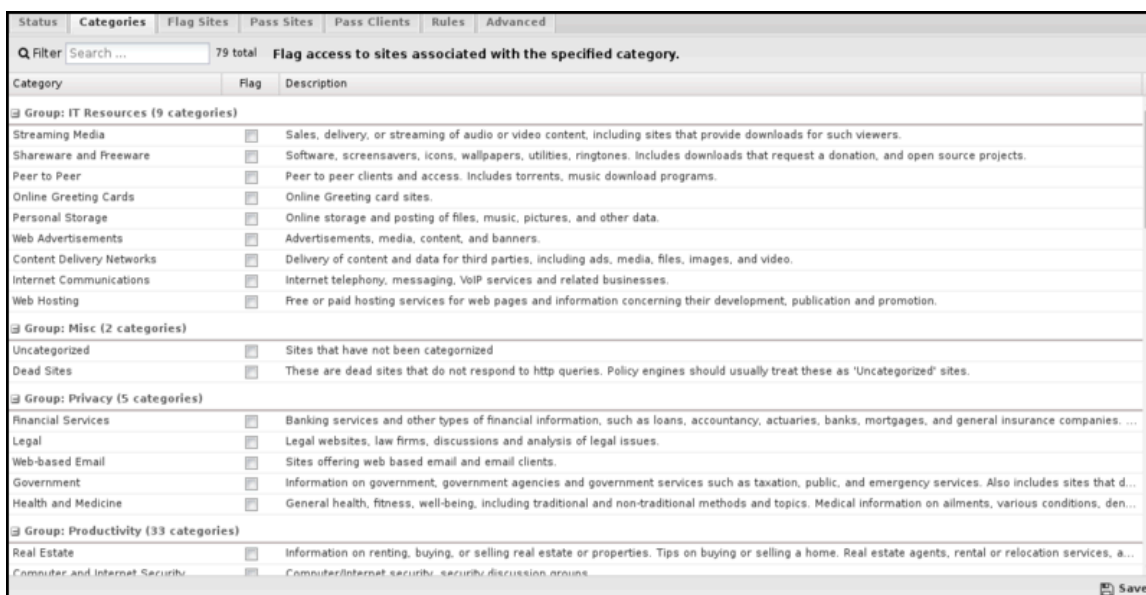 Status Categories Flag Sites Pass Sites Pass Clients Rules Advanced
Filter Search ... 79 total Flag access to sites associated with the specified category.
Category Flag Description
Group: IT Resources (9 categories)
Streaming Media Sales, delivery, or streaming of audio or video content, including sites that provide downloads for such viewers.
Shareware and Freeware Software, screensavers, icons, wallpapers, utilities, ringtones. Includes downloads that request a donation, and open source projects.
Peer to Peer Peer to peer clients and access. Includes torrents, music download programs.
Online Greeting Cards Online Greeting card sites.
Personal Storage Online storage and posting of files, music, pictures, and other data.
Web Advertisements Advertisements, media, content, and banners.
Content Delivery Networks Delivery of content and data for third parties, including ads, media, files, images, and video.
Internet Communications Internet telephony, messaging, VoIP services and related businesses.
Web Hosting Free or paid hosting services for web pages and information concerning their development, publication and promotion.
Group: Misc (2 categories)
Uncategorized Sites that have not been categornized
Dead Sites These are dead sites that do not respond to http queries. Policy engines should usually treat these as 'Uncategorized' sites.
Group: Privacy (5 categories)
Financial Services Banking services and other types of financial information, such as loans, accountancy, actuaries, banks, mortgages, and general insurance companies. ...
Legal Legal websites, law firms, discussions and analysis of legal issues.
Web-based Email Sites offering web based email and email clients.
Government Information on government, government agencies and government services such as taxation, public, and emergency services. Also includes sites that d...
Health and Medicine General health, fitness, well-being, including traditional and non-traditional methods and topics. Medical information on ailments, various conditions, den...
Group: Productivity (33 categories)
Real Estate Information on renting, buying, or selling real estate or properties. Tips on buying or selling a home. Real estate agents, rental or relocation services, a...
Computer and Internet Security Computer/Internet security, security discussion groups
Save